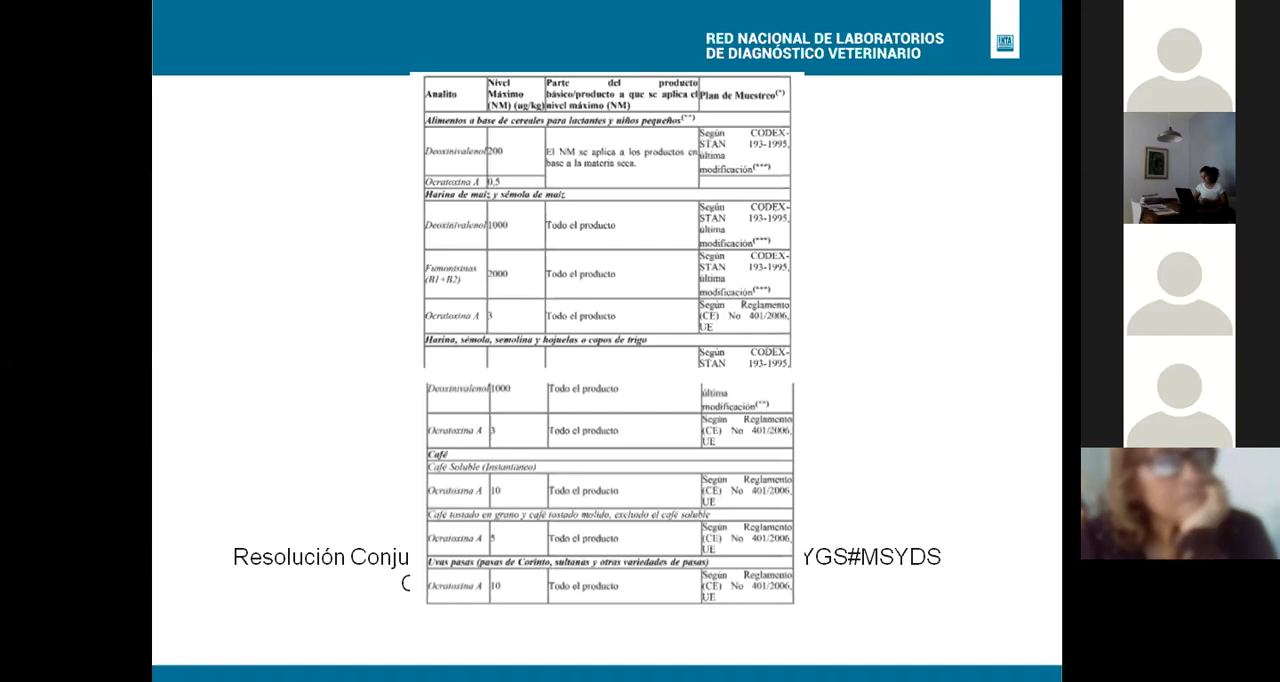 RED NACIONAL DE LABORATORIOS
DE DIAGNÓSTICO VETERINARIO
INTA
Analito
Nivel
Máximo
(NM) (ug/kg)
Parte del producto
básico/producto a que se aplica el
nivel máximo (NM)
Plan de Muestreo(*)
Alimentos a base de cereales para lactantes y niños pequeños(**)
Deoxinivalenol
200
El NM se aplica a los productos en
base a la materia seca.
Según CODEX-
STAN 193-1995,
última
modificación(***)
Ocratoxina A
0,5
Harina de maíz y sémola de maíz
Deoxinivalenol
1000
Todo el producto
Según CODEX-
STAN 193-1995,
última
modificación(***)
Fumonisinas
(B1+B2)
2000
Todo el producto
Según CODEX-
STAN 193-1995,
última
modificación(***)
Ocratoxina A
3
Todo el producto
Según Reglamento
(CE) No 401/2006,
UE
Harina, sémola, semolina y hojuelas o copos de trigo
Según CODEX-
STAN 193-1995,
Deoxinivalenol
1000
Todo el producto
última
modificación(**)
Ocratoxina A
3
Todo el producto
Según Reglamento
(CE) No 401/2006,
UE
Café
Café Soluble (Instantáneo)
Ocratoxina A
10
Todo el producto
Según Reglamento
(CE) No 401/2006,
UE
Café tostado en grano y café tostado molido, excluido el café soluble
Ocratoxina A
5
Todo el producto
Según Reglamento
(CE) No 401/2006,
UE
Uvas pasas (pasas de Corinto, sultanas y otras variedades de pasas)
Ocratoxina A
10
Todo el producto
Según Reglamento
(CE) No 401/2006,
UE
Resolución Conju YGS#MSYDS